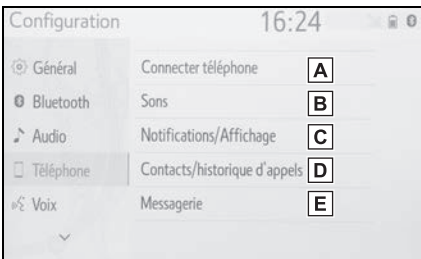 Configuration 16:24
Général
Connecter téléphone A
Bluetooth
Sons B
Audio
Notifications/Affichage C
Téléphone
Contacts/historique d'appels D
Voix
Messagerie E